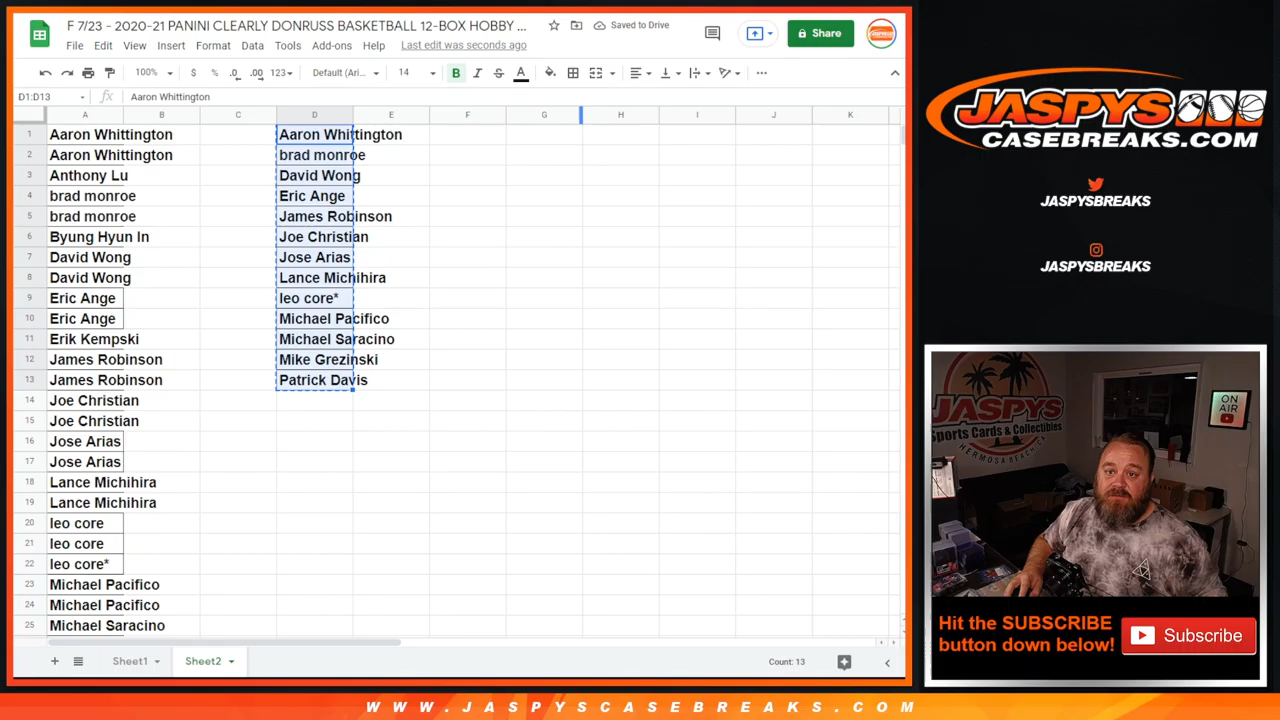 F 7/23 - 2020-21 PANINI CLEARLY DONRUSS BASKETBALL 12-BOX HOBBY ...
Saved to Drive
Share
File Edit View Insert Format Data Tools Add-ons Help Last edit was seconds ago
100% $ % .0 .00 123 Default (Ari... 14 B I S A
D1:D13 fx Aaron Whittington
A B C D E F G H I J K
1 Aaron Whittington Aaron Whittington
2 Aaron Whittington brad monroe
3 Anthony Lu David Wong
4 brad monroe Eric Ange
5 brad monroe James Robinson
6 Byung Hyun In Joe Christian
7 David Wong Jose Arias
8 David Wong Lance Michihira
9 Eric Ange leo core*
10 Eric Ange Michael Pacifico
11 Erik Kempski Michael Saracino
12 James Robinson Mike Grezinski
13 James Robinson Patrick Davis
14 Joe Christian
15 Joe Christian
16 Jose Arias
17 Jose Arias
18 Lance Michihira
19 Lance Michihira
20 leo core
21 leo core
22 leo core*
23 Michael Pacifico
24 Michael Pacifico
25 Michael Saracino
Sheet1 Sheet2 Count: 13
JASPYS
CASEBREAKS.COM
JASPYSBREAKS
JASPYSBREAKS
JASPYS
Sports Cards & Collectibles
HERMOSA BEACH, CA
ON
AIR
Hit the SUBSCRIBE
button down below!
Subscribe
WWW.JASPYSCASEBREAKS.COM